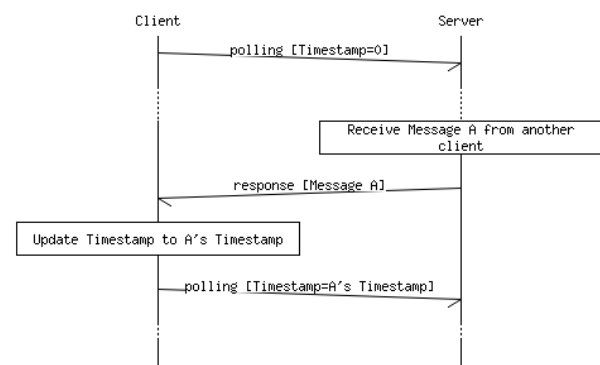 Client
Server
polling [Timestamp=0]
Receive Message A from another
client
response [Message A]
Update Timestamp to A's Timestamp
polling [Timestamp=A's Timestamp]